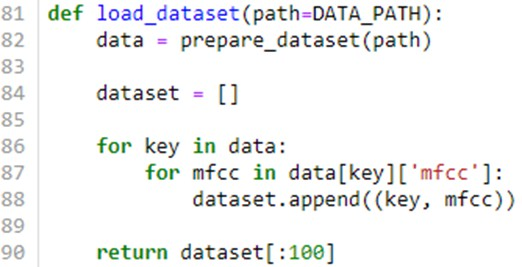 81 def load_dataset(path=DATA_PATH):
82     data = prepare_dataset(path)
83
84     dataset = []
85
86     for key in data:
87         for mfcc in data[key]['mfcc']:
88             dataset.append((key, mfcc))
89
90     return dataset[:100]